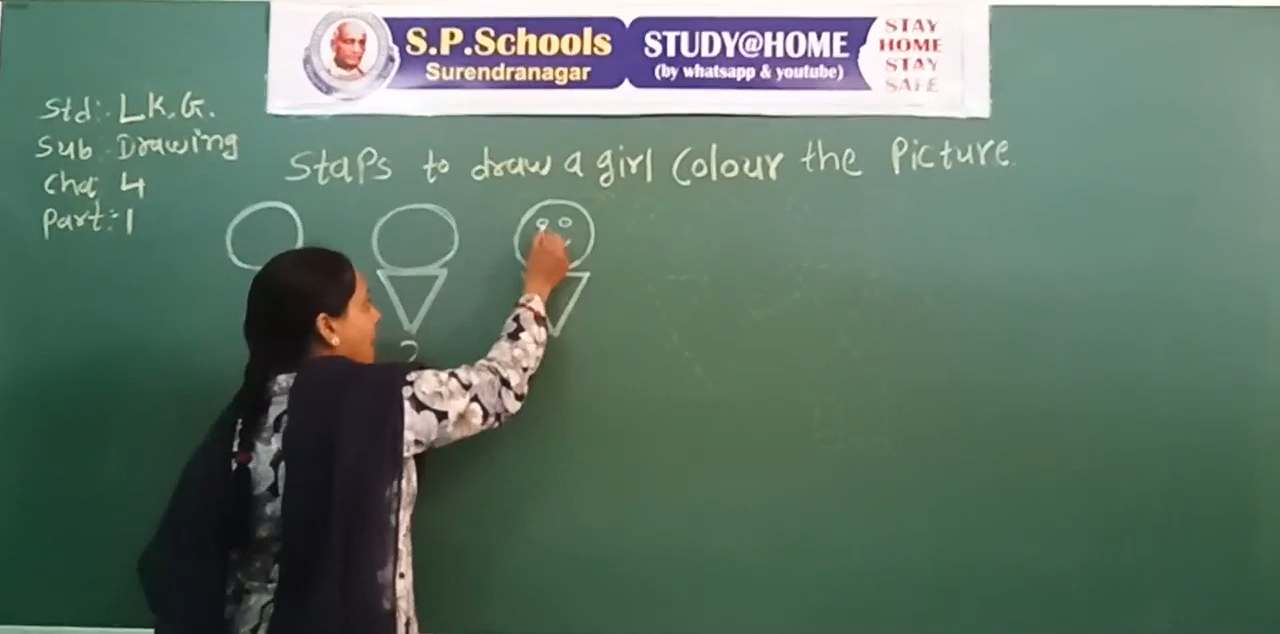 S.P.Schools
Surendranagar
STUDY@HOME
(by whatsapp & youtube)
STAY
HOME
STAY
SAFE
Std:- L.K.G.
Sub Drawing
Cha: 4
Part:-1
Staps to draw a girl Colour the Picture.
2